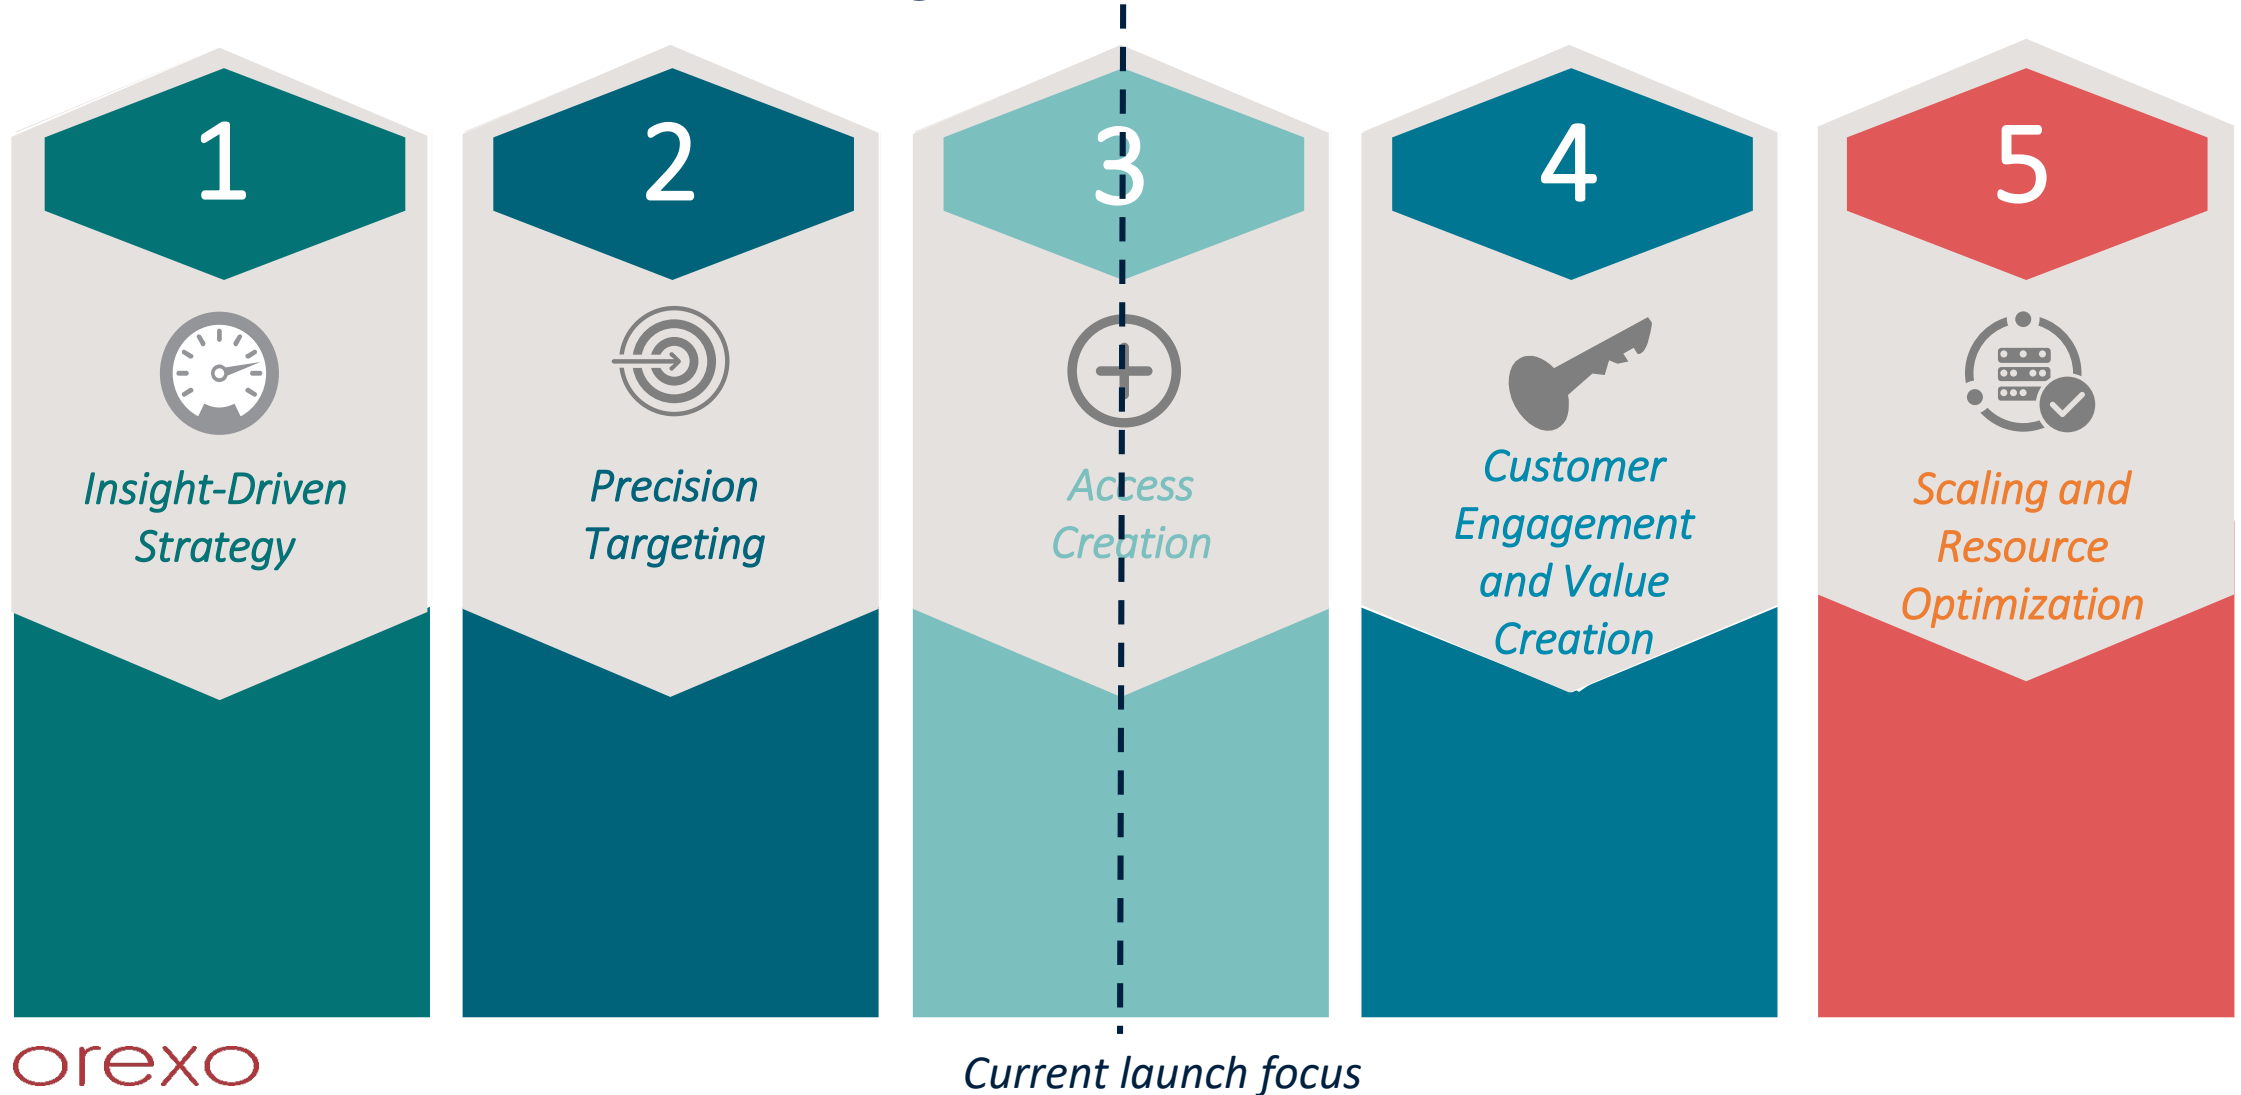 1
Insight-Driven
Strategy
2
Precision
Targeting
3
Access
Creation
4
Customer
Engagement
and Value
Creation
5
Scaling and
Resource
Optimization
orexo
Current launch focus